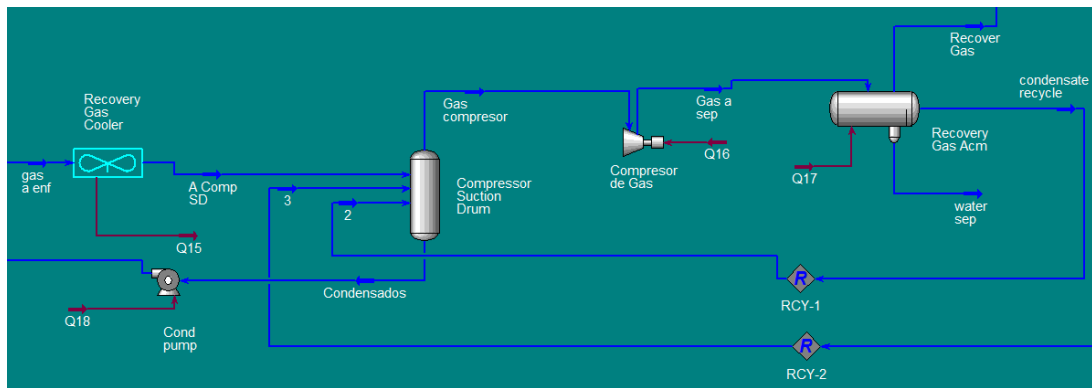 Recover
Gas
condensate
recycle
Recovery
Gas
Cooler
Gas
compresor
Gas a
sep
Recovery
Gas Acm
Q16
gas
a enf
A Comp
SD
3
2
Compressor
Suction
Drum
Compresor
de Gas
Q17
water
sep
Q15
Condensados
R
RCY-1
Q18
Cond
pump
R
RCY-2